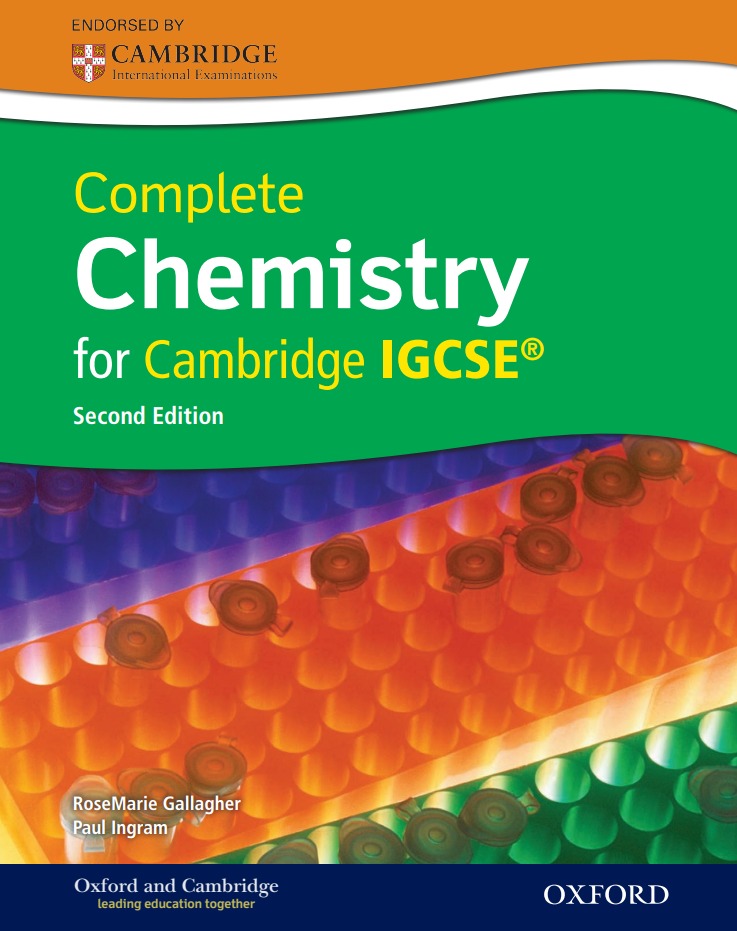 ENDORSED BY
CAMBRIDGE
International Examinations
Complete
Chemistry
for Cambridge IGCSE®
Second Edition
RoseMarie Gallagher
Paul Ingram
Oxford and Cambridge
leading education together
OXFORD